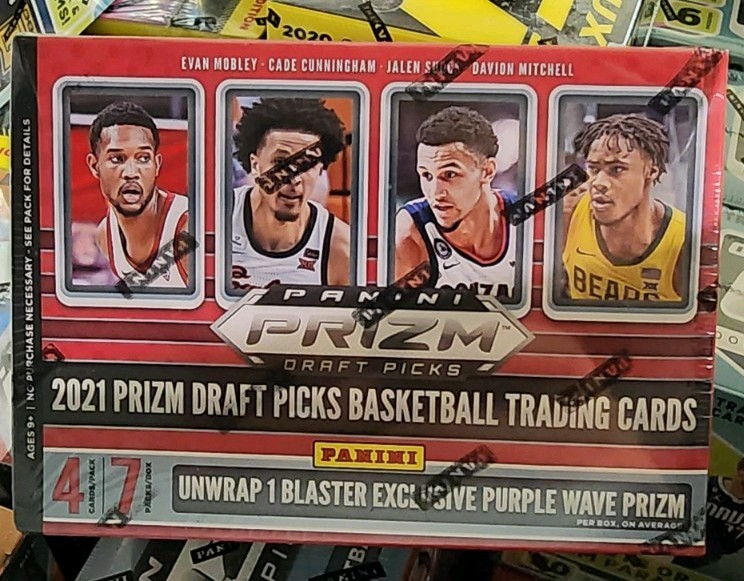 EVAN MOBLEY · CADE CUNNINGHAM · JALEN SUGGS · DAVION MITCHELL
BEARS
PANINI
PRIZM™
DRAFT PICKS
2021 PRIZM DRAFT PICKS BASKETBALL TRADING CARDS
PANINI
4 CARDS/PACK
7 PACKS/BOX
UNWRAP 1 BLASTER EXCLUSIVE PURPLE WAVE PRIZM
PER BOX, ON AVERAGE
AGES 9+ | NO PURCHASE NECESSARY - SEE PACK FOR DETAILS